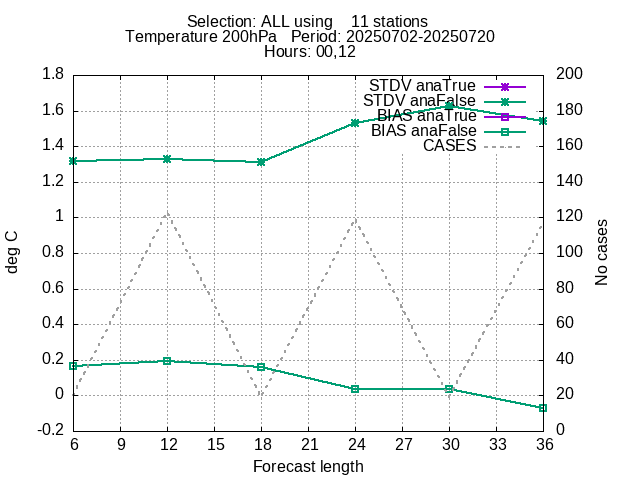 Selection: ALL using    11 stations
Temperature 200hPa   Period: 20250702-20250720
Hours: 00,12
STDV anaTrue
STDV anaFalse
BIAS anaTrue
BIAS anaFalse
CASES
1.8
1.6
1.4
1.2
1
0.8
0.6
0.4
0.2
0
-0.2
deg C
200
180
160
140
120
100
80
60
40
20
0
No cases
6 9 12 15 18 21 24 27 30 33 36
Forecast length